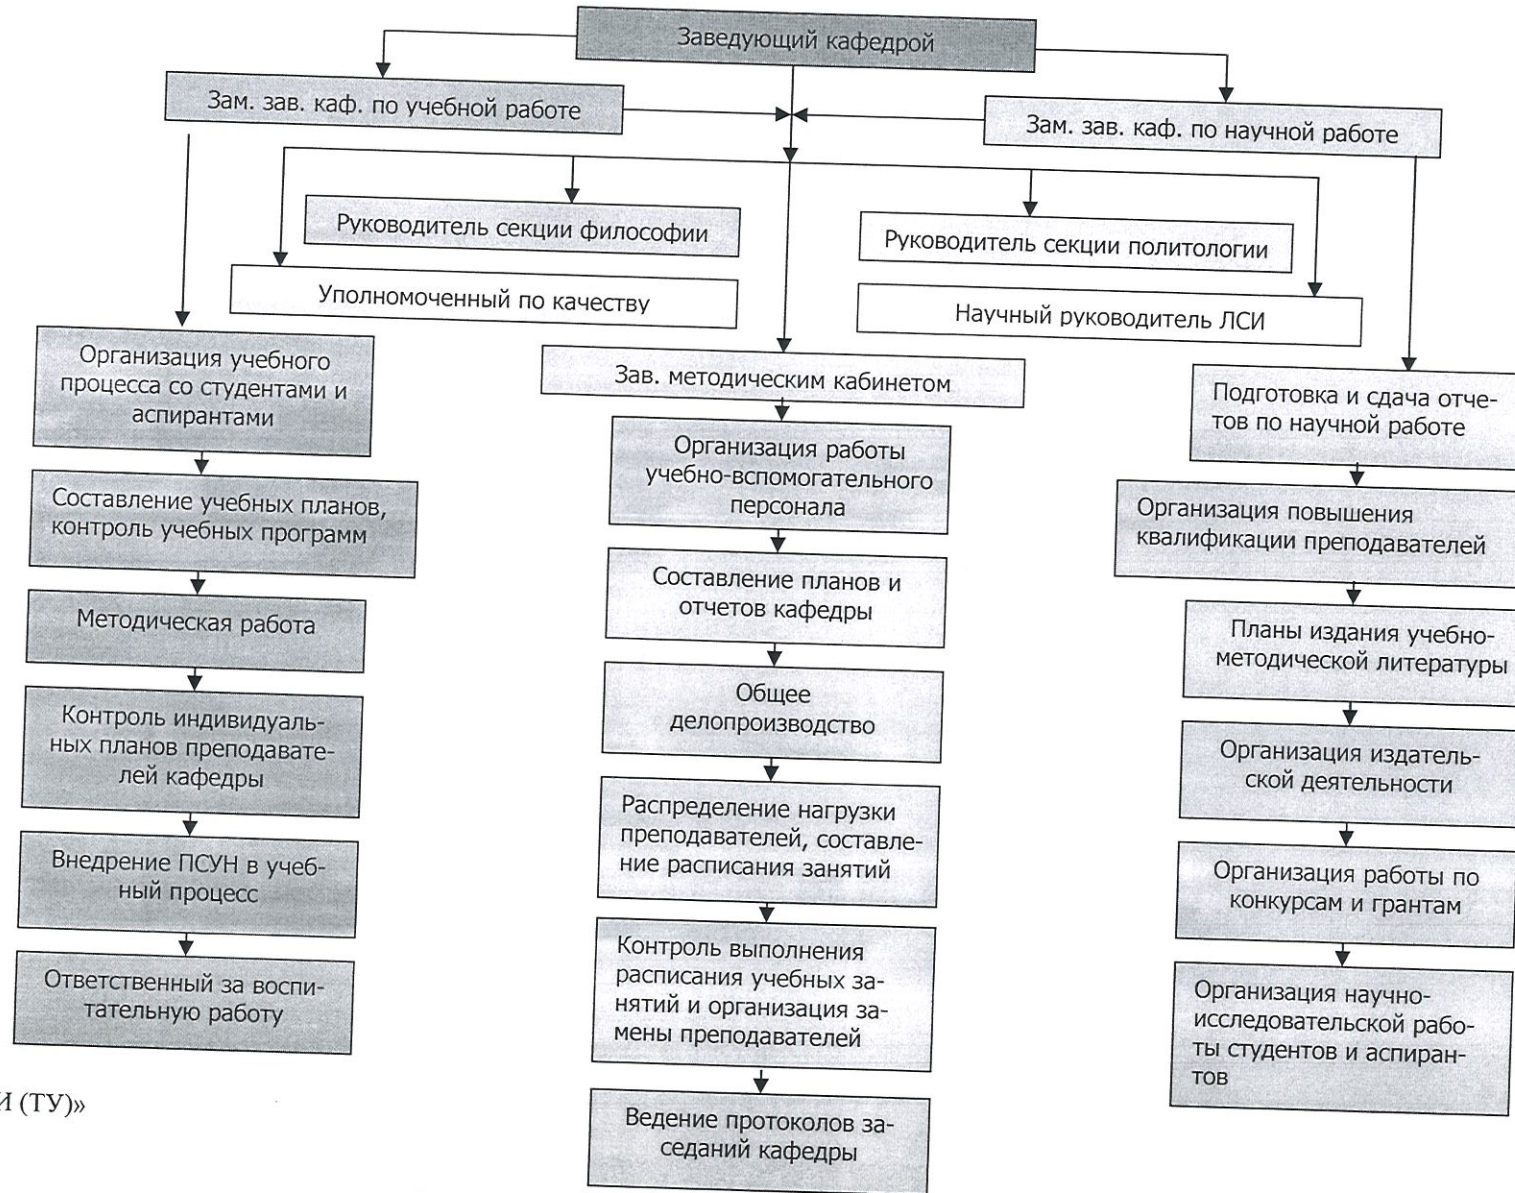 Заведующий кафедрой
Зам. зав. каф. по учебной работе
Зам. зав. каф. по научной работе
Руководитель секции философии
Руководитель секции политологии
Уполномоченный по качеству
Научный руководитель ЛСИ
Организация учебного
процесса со студентами и
аспирантами
Составление учебных планов,
контроль учебных программ
Методическая работа
Контроль индивидуаль-
ных планов преподавате-
лей кафедры
Внедрение ПСУН в учеб-
ный процесс
Ответственный за воспи-
тательную работу
Зав. методическим кабинетом
Организация работы
учебно-вспомогательного
персонала
Составление планов и
отчетов кафедры
Общее
делопроизводство
Распределение нагрузки
преподавателей, составле-
ние расписания занятий
Контроль выполнения
расписания учебных за-
нятий и организация за-
мены преподавателей
Ведение протоколов за-
седаний кафедры
Подготовка и сдача отче-
тов по научной работе
Организация повышения
квалификации преподавателей
Планы издания учебно-
методической литературы
Организация издатель-
ской деятельности
Организация работы по
конкурсам и грантам
Организация научно-
исследовательской рабо-
ты студентов и аспиран-
тов
И (ТУ)»